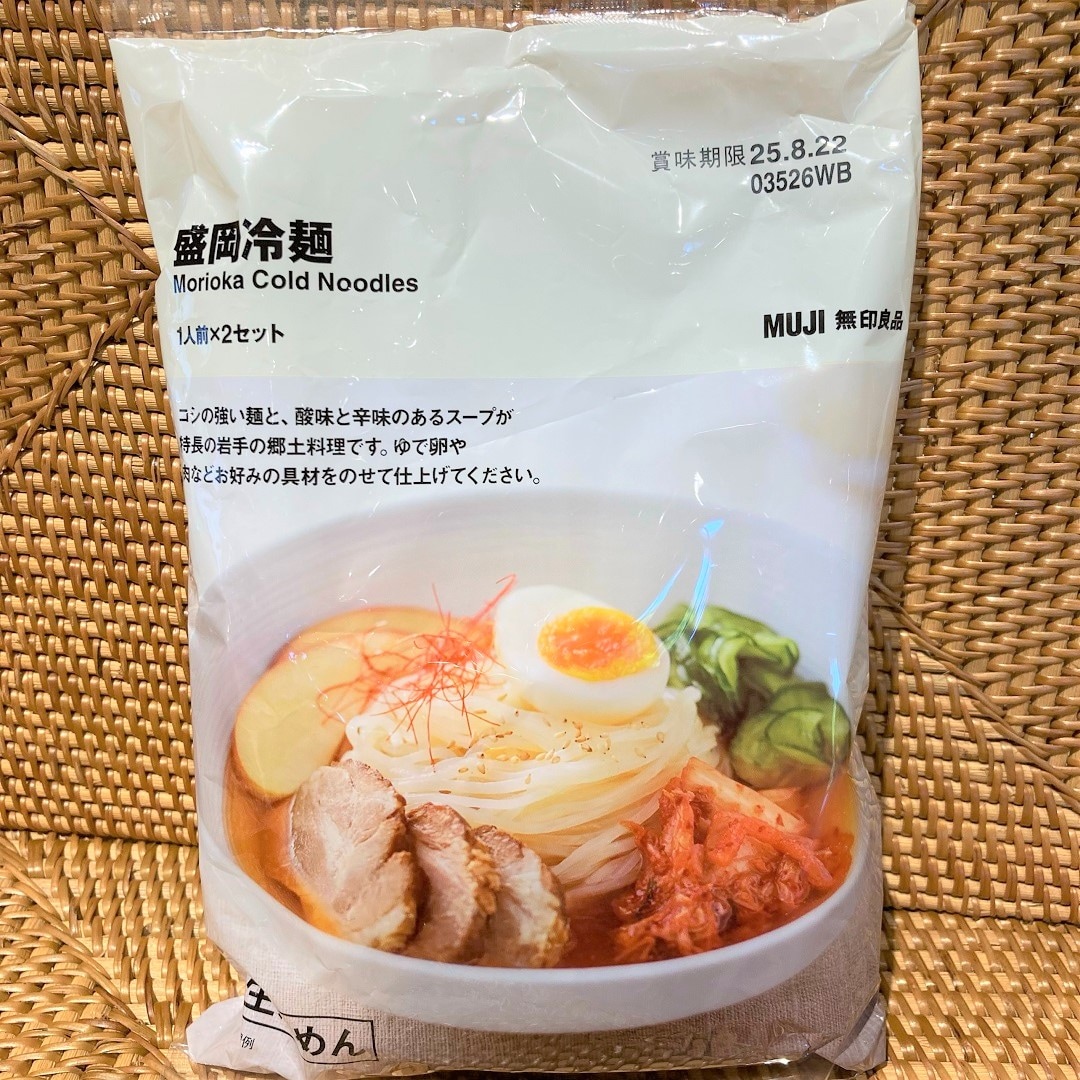 賞味期限 25.8.22
03526WB
盛岡冷麺
Morioka Cold Noodles
1人前×2セット
MUJI 無印良品
コシの強い麺と、酸味と辛味のあるスープが
特長の岩手の郷土料理です。ゆで卵や
肉などお好みの具材をのせて仕上げてください。
めん
例